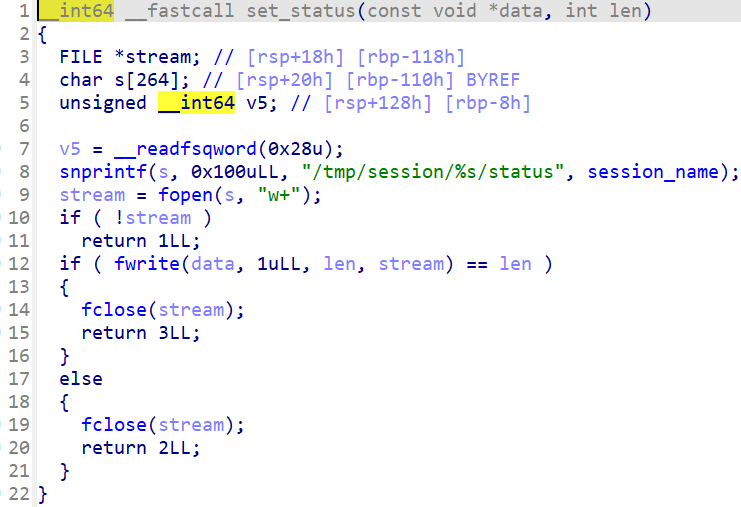 1 __int64 __fastcall set_status(const void *data, int len)
2 {
3   FILE *stream; // [rsp+18h] [rbp-118h]
4   char s[264]; // [rsp+20h] [rbp-110h] BYREF
5   unsigned __int64 v5; // [rsp+128h] [rbp-8h]
6
7   v5 = __readfsqword(0x28u);
8   snprintf(s, 0x100uLL, "/tmp/session/%s/status", session_name);
9   stream = fopen(s, "w+");
10   if ( !stream )
11     return 1LL;
12   if ( fwrite(data, 1uLL, len, stream) == len )
13   {
14     fclose(stream);
15     return 3LL;
16   }
17   else
18   {
19     fclose(stream);
20     return 2LL;
21   }
22 }